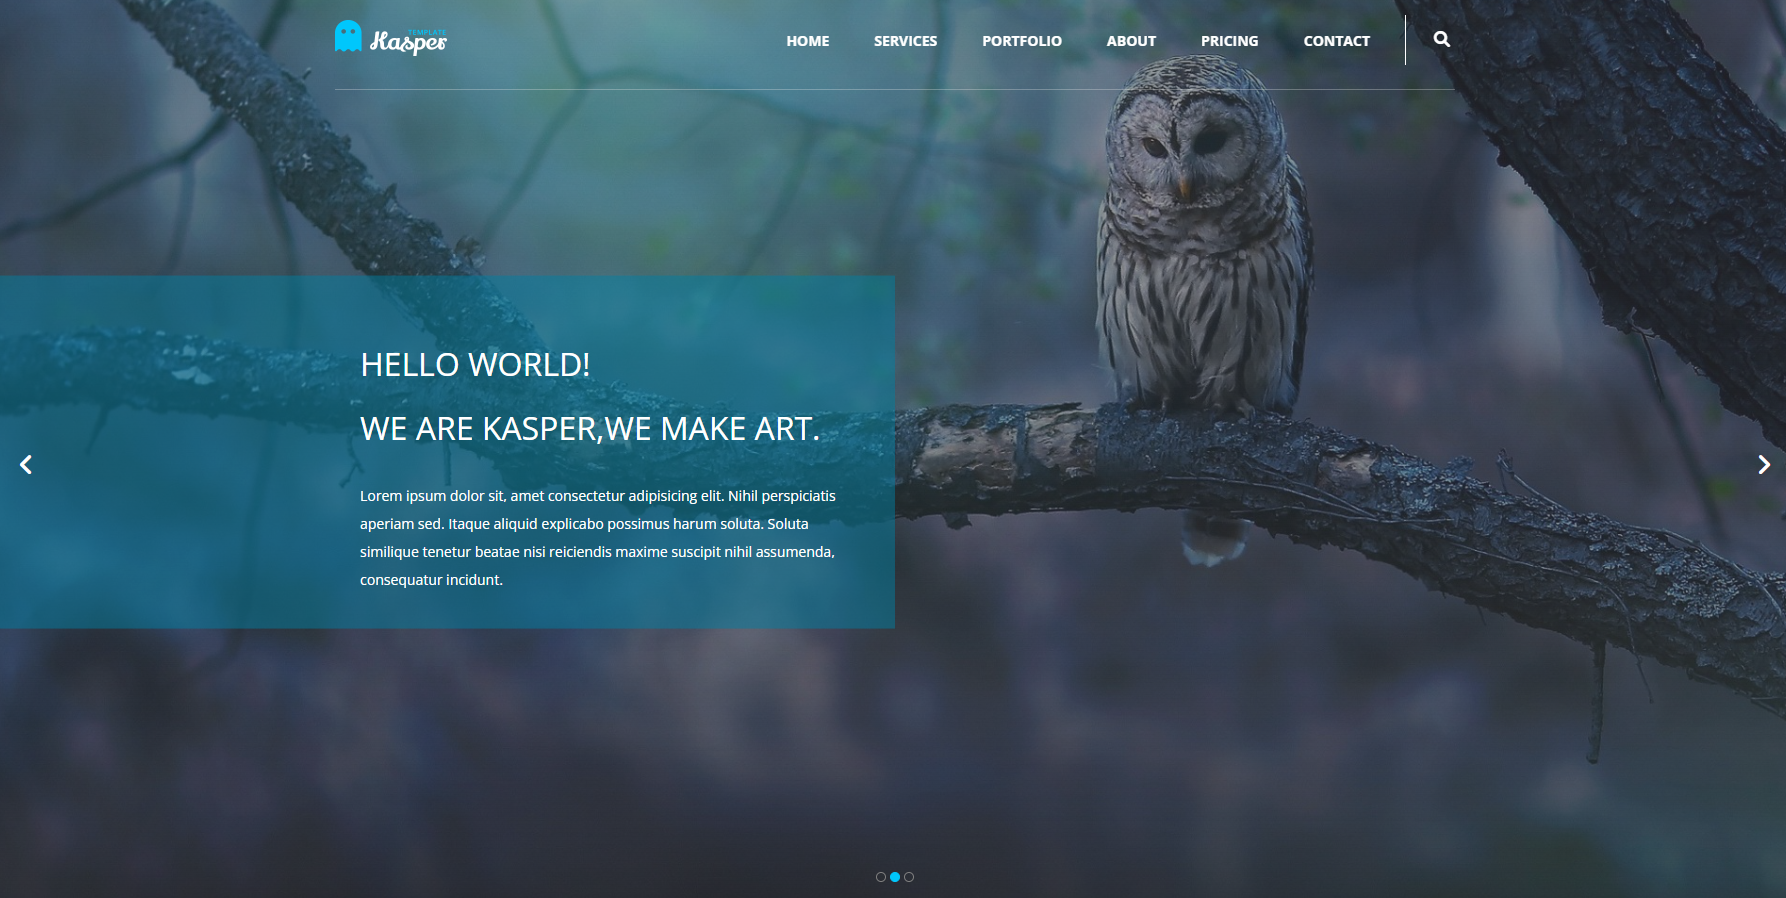 TEMPLATE
Kasper
HOME SERVICES PORTFOLIO ABOUT PRICING CONTACT
HELLO WORLD!
WE ARE KASPER,WE MAKE ART.
Lorem ipsum dolor sit, amet consectetur adipisicing elit. Nihil perspiciatis
aperiam sed. Itaque aliquid explicabo possimus harum soluta. Soluta
similique tenetur beatae nisi reiciendis maxime suscipit nihil assumenda,
consequatur incidunt.